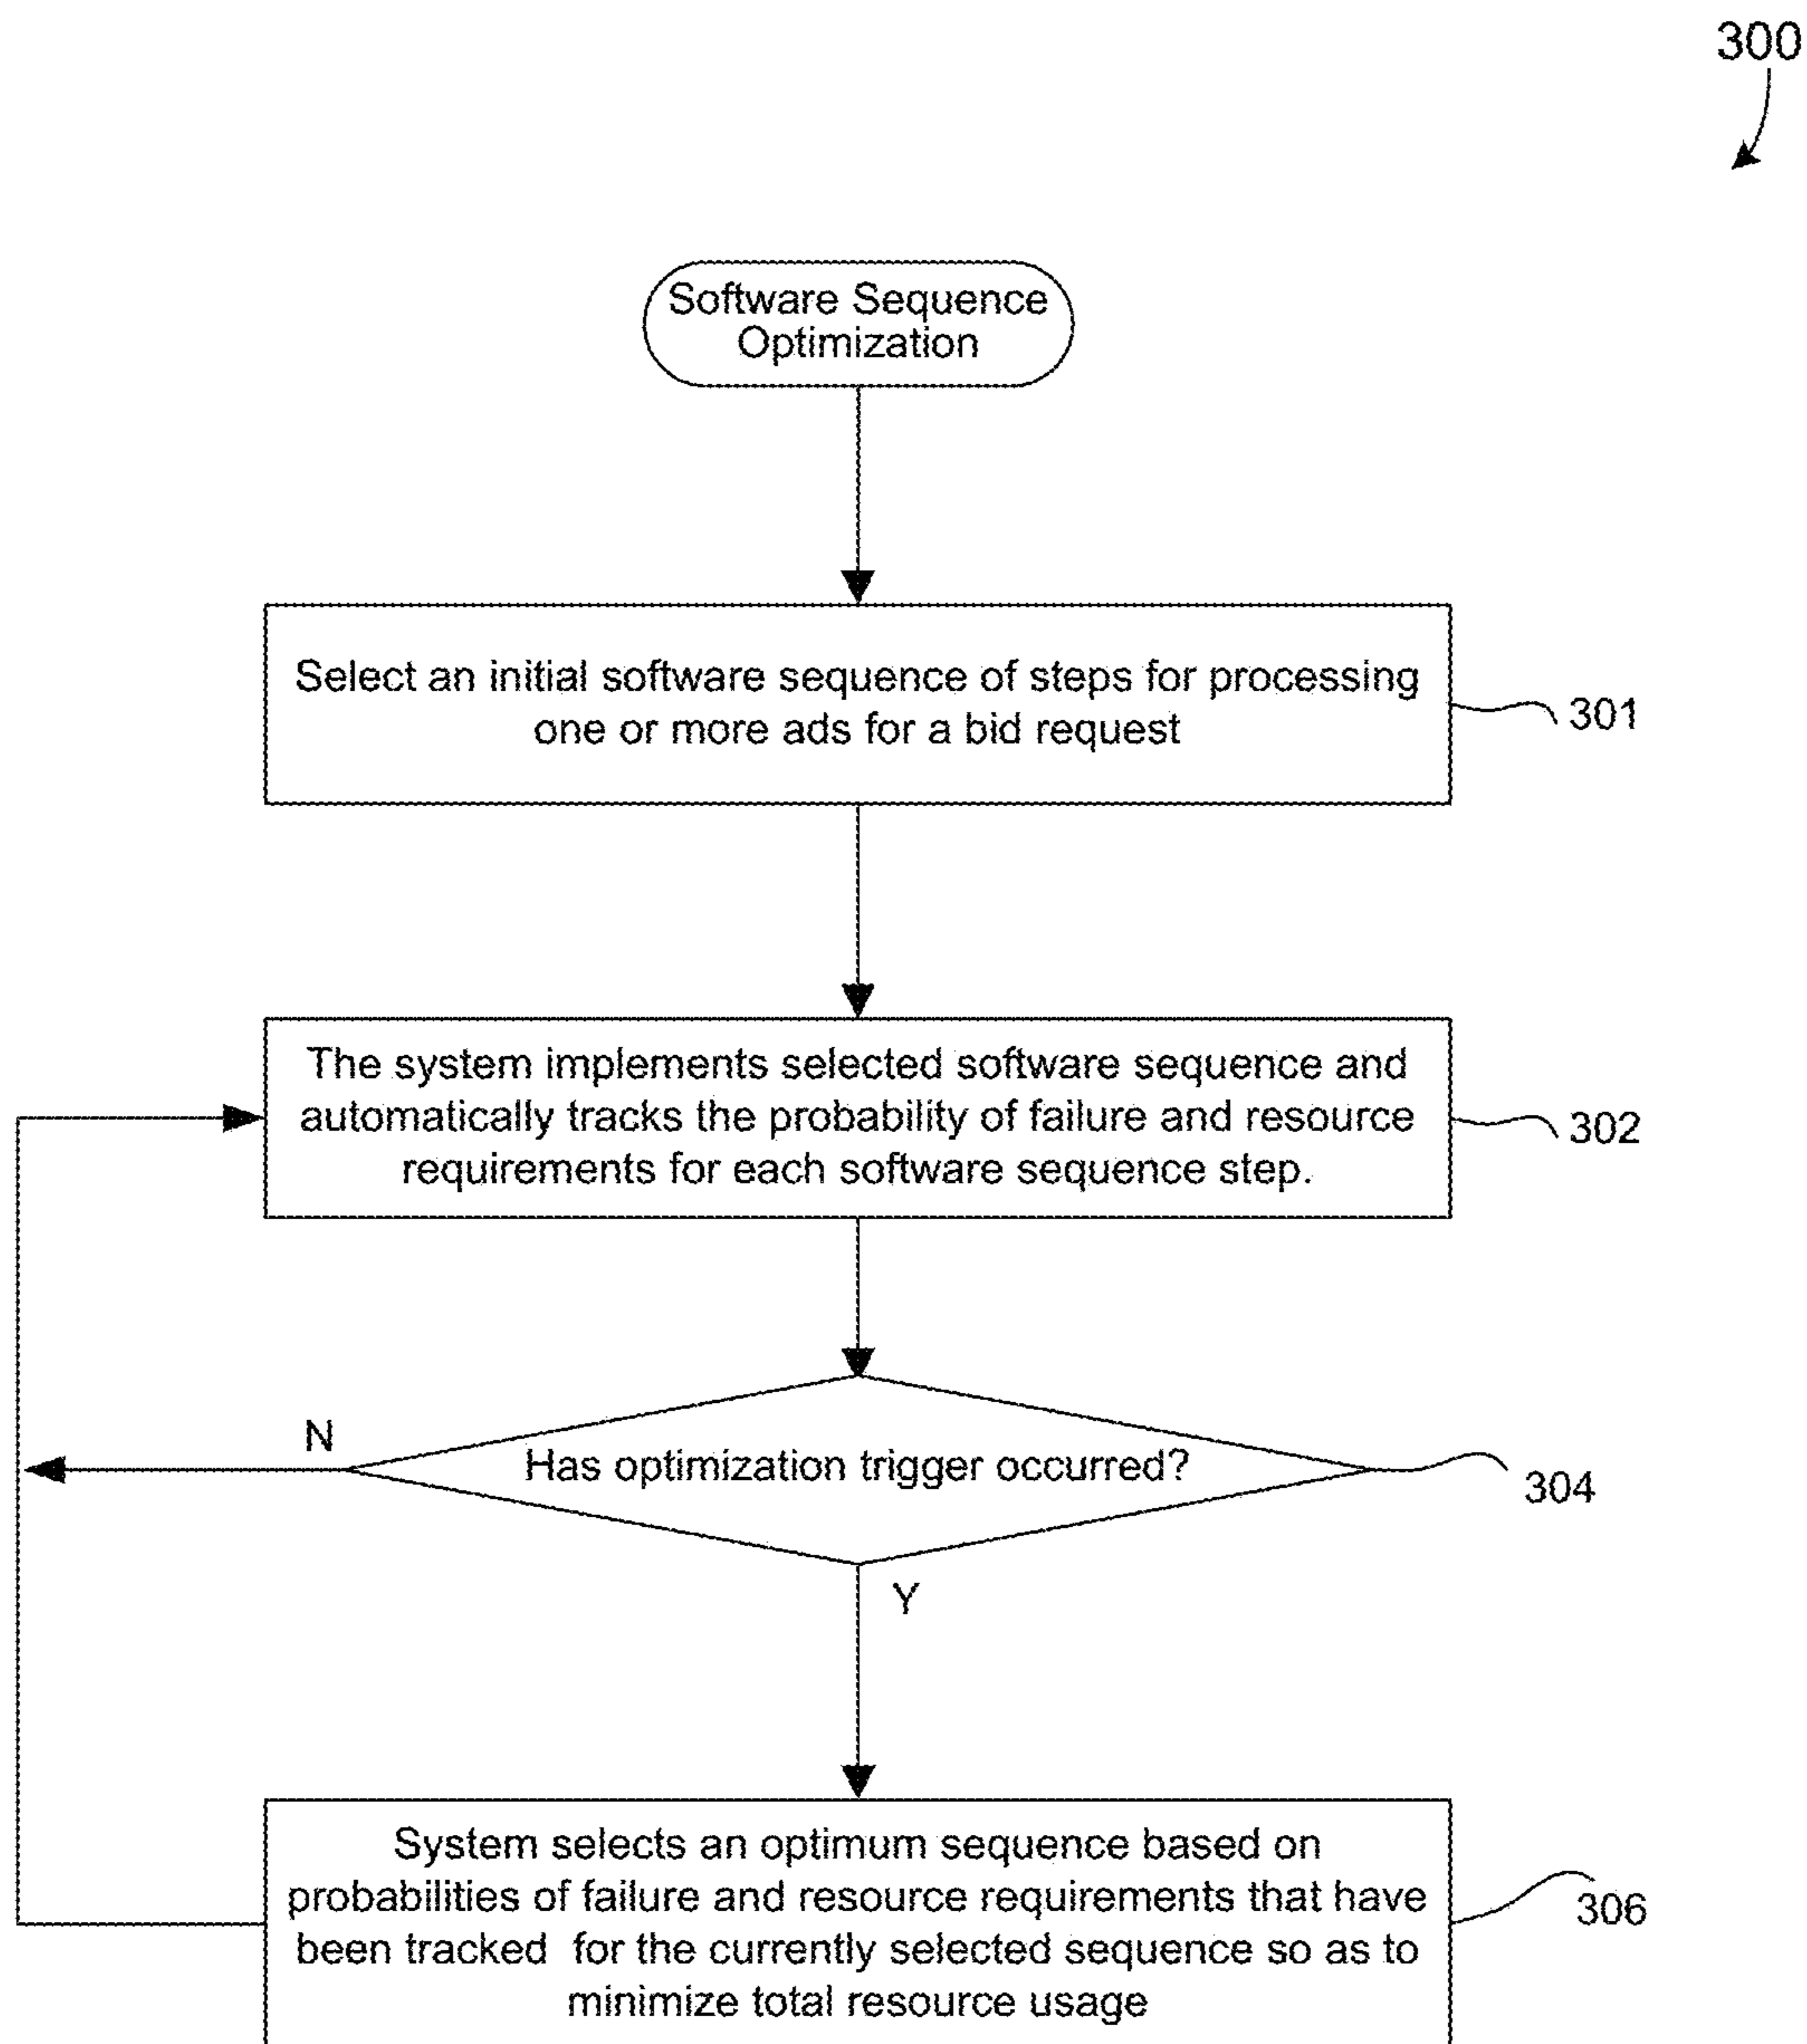 300
Software Sequence
Optimization
Select an initial software sequence of steps for processing
one or more ads for a bid request
301
The system implements selected software sequence and
automatically tracks the probability of failure and resource
requirements for each software sequence step.
302
N
Has optimization trigger occurred?
304
Y
System selects an optimum sequence based on
probabilities of failure and resource requirements that have
been tracked for the currently selected sequence so as to
minimize total resource usage
306